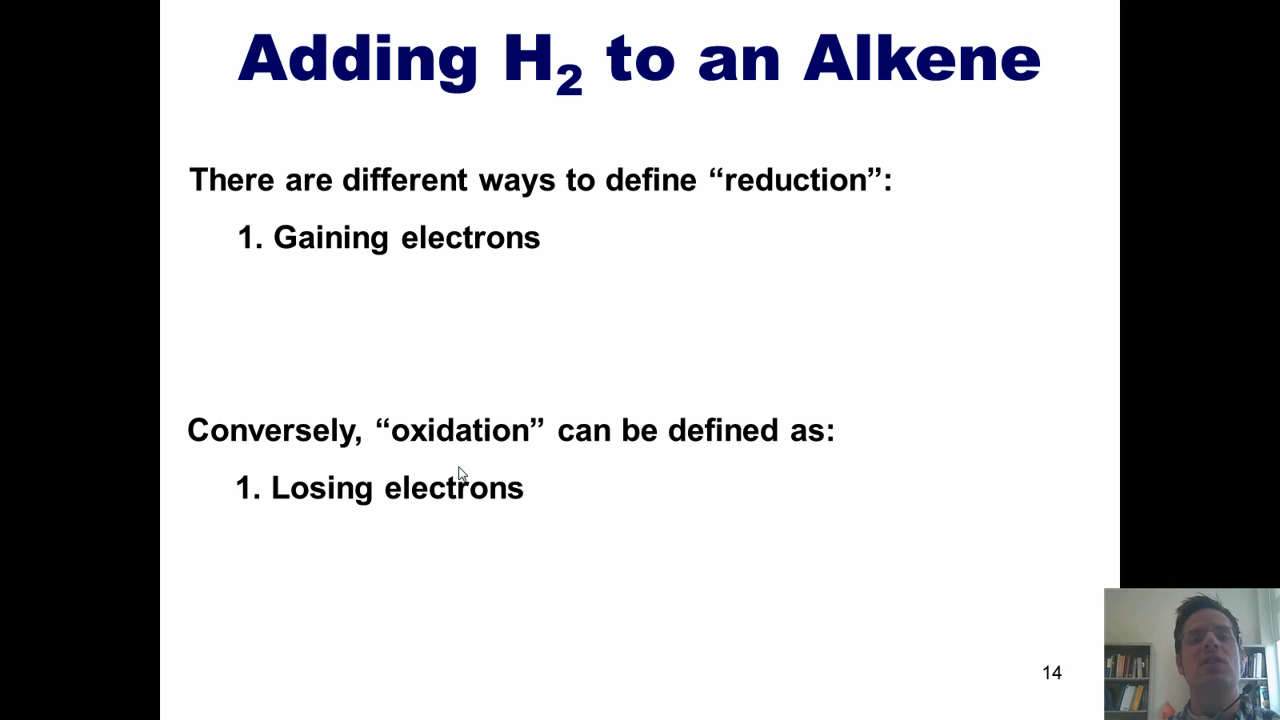 Adding H₂ to an Alkene
There are different ways to define “reduction”:
1. Gaining electrons
Conversely, “oxidation” can be defined as:
1. Losing electrons
14